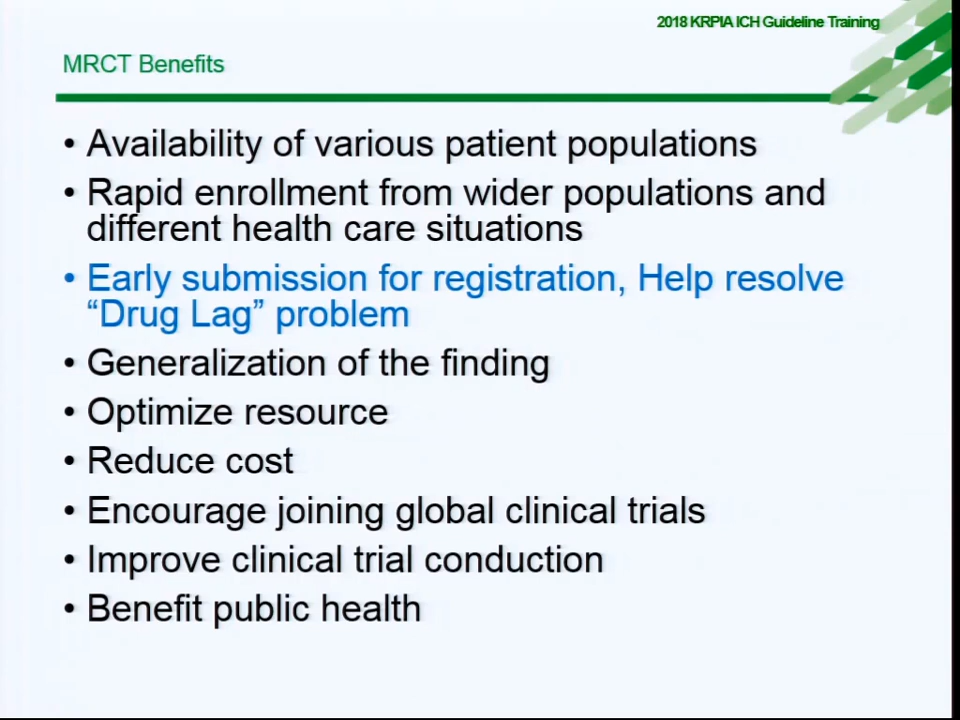 2018 KRPIA ICH Guideline Training
MRCT Benefits
• Availability of various patient populations
• Rapid enrollment from wider populations and
different health care situations
• Early submission for registration, Help resolve
“Drug Lag” problem
• Generalization of the finding
• Optimize resource
• Reduce cost
• Encourage joining global clinical trials
• Improve clinical trial conduction
• Benefit public health